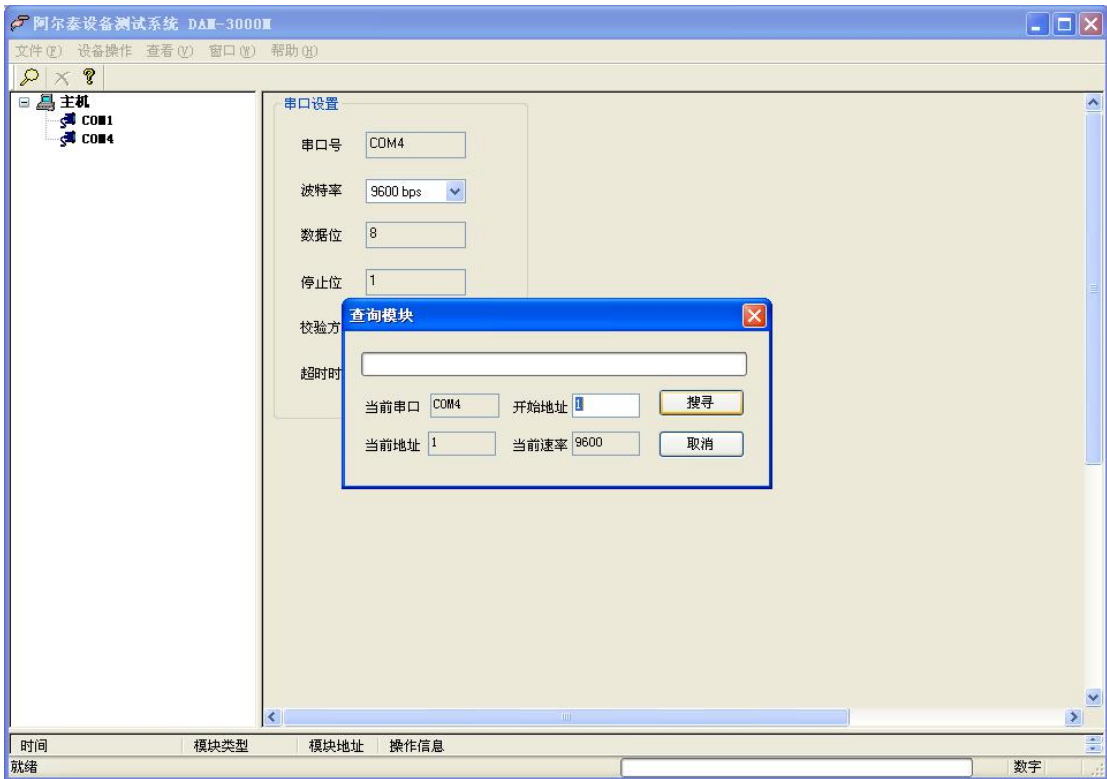 阿尔泰设备测试系统 DAM-3000M
文件(F) 设备操作 查看(V) 窗口(W) 帮助(H)
主机
COM1
COM4
串口设置
串口号 COM4
波特率 9600 bps
数据位 8
停止位 1
校验方
超时时
查询模块
当前串口 COM4 开始地址 1 搜寻
当前地址 1 当前速率 9600 取消
时间 模块类型 模块地址 操作信息
就绪 数字